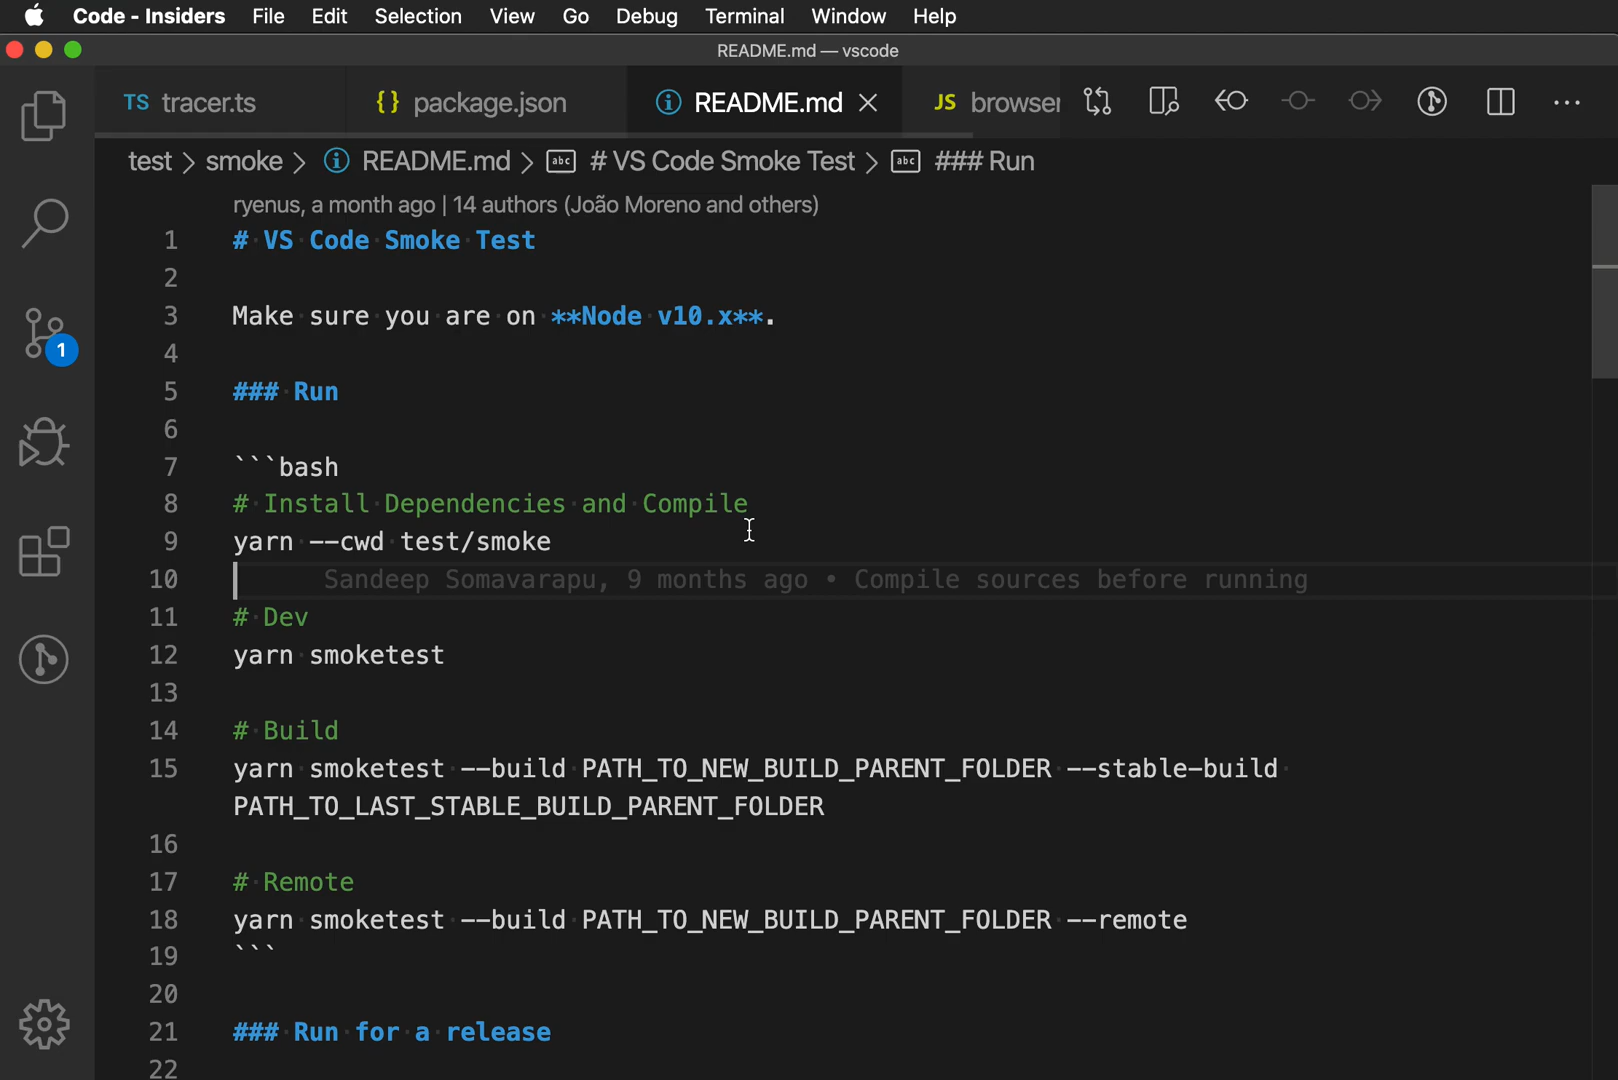 Code - Insiders File Edit Selection View Go Debug Terminal Window Help
README.md — vscode
TS tracer.ts {} package.json README.md JS browser
test > smoke > README.md > abc # VS Code Smoke Test > abc ### Run
ryenus, a month ago | 14 authors (João Moreno and others)
1 # VS Code Smoke Test
2
3 Make sure you are on **Node v10.x**.
4
5 ### Run
6
7 ```bash
8 # Install Dependencies and Compile
9 yarn --cwd test/smoke
10 Sandeep Somavarapu, 9 months ago • Compile sources before running
11 # Dev
12 yarn smoketest
13
14 # Build
15 yarn smoketest --build PATH_TO_NEW_BUILD_PARENT_FOLDER --stable-build
PATH_TO_LAST_STABLE_BUILD_PARENT_FOLDER
16
17 # Remote
18 yarn smoketest --build PATH_TO_NEW_BUILD_PARENT_FOLDER --remote
19 ```
20
21 ### Run for a release
22
1